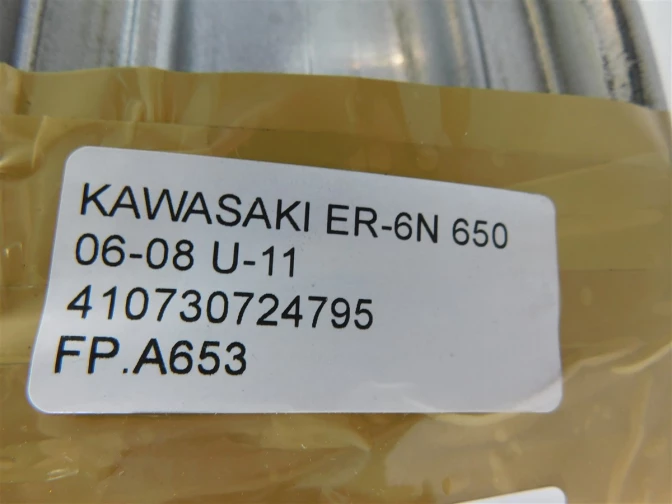 KAWASAKI ER-6N 650
06-08 U-11
410730724795
FP.A653